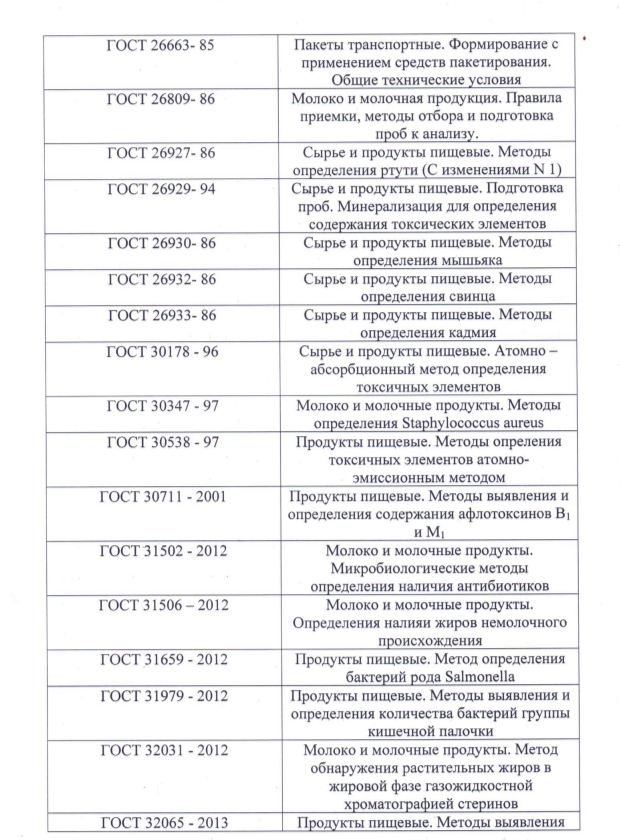 ГОСТ 26663- 85
Пакеты транспортные. Формирование с
применением средств пакетирования.
Общие технические условия
ГОСТ 26809- 86
Молоко и молочная продукция. Правила
приемки, методы отбора и подготовка
проб к анализу.
ГОСТ 26927- 86
Сырье и продукты пищевые. Методы
определения ртути (С изменениями N 1)
ГОСТ 26929- 94
Сырье и продукты пищевые. Подготовка
проб. Минерализация для определения
содержания токсических элементов
ГОСТ 26930- 86
Сырье и продукты пищевые. Методы
определения мышьяка
ГОСТ 26932- 86
Сырье и продукты пищевые. Методы
определения свинца
ГОСТ 26933- 86
Сырье и продукты пищевые. Методы
определения кадмия
ГОСТ 30178 - 96
Сырье и продукты пищевые. Атомно –
абсорбционный метод определения
токсичных элементов
ГОСТ 30347 - 97
Молоко и молочные продукты. Методы
определения Staphylococcus aureus
ГОСТ 30538 - 97
Продукты пищевые. Методы опреления
токсичных элементов атомно-
эмиссионным методом
ГОСТ 30711 - 2001
Продукты пищевые. Методы выявления и
определения содержания афлотоксинов В₁
и М₁
ГОСТ 31502 - 2012
Молоко и молочные продукты.
Микробиологические методы
определения наличия антибиотиков
ГОСТ 31506 – 2012
Молоко и молочные продукты.
Определения налияи жиров немолочного
происхождения
ГОСТ 31659 - 2012
Продукты пищевые. Метод определения
бактерий рода Salmonella
ГОСТ 31979 - 2012
Продукты пищевые. Методы выявления и
определения количества бактерий группы
кишечной палочки
ГОСТ 32031 - 2012
Молоко и молочные продукты. Метод
обнаружения растительных жиров в
жировой фазе газожидкостной
хроматографией стеринов
ГОСТ 32065 - 2013
Продукты пищевые. Методы выявления